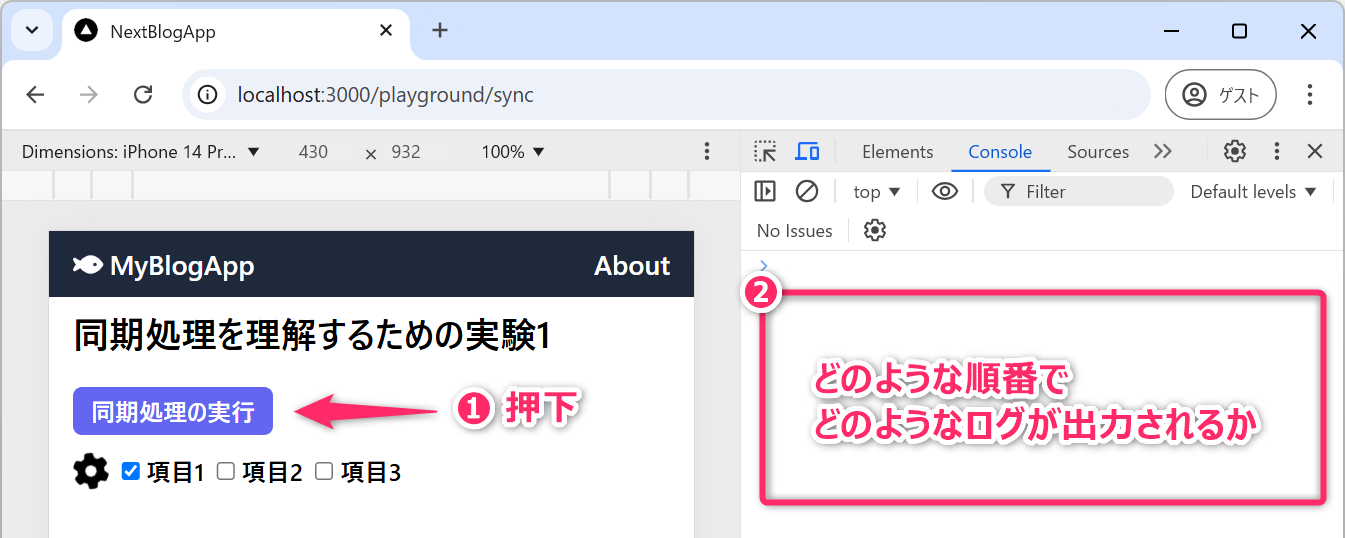 NextBlogApp
localhost:3000/playground/sync
ゲスト
Dimensions: iPhone 14 Pr... 430 × 932 100%
Elements Console Sources
top Filter Default levels
No Issues
MyBlogApp About
同期処理を理解するための実験1
同期処理の実行
1 押下
項目1 項目2 項目3
2
どのような順番で
どのようなログが出力されるか